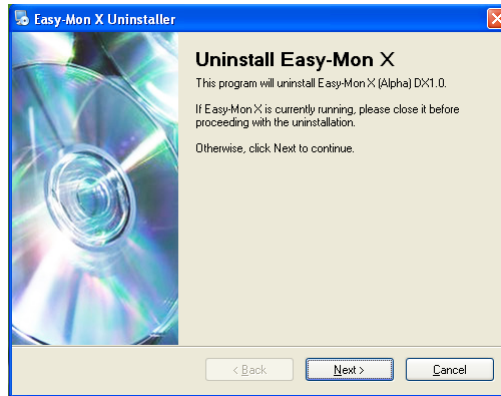 Easy-Mon X Uninstaller
Uninstall Easy-Mon X
This program will uninstall Easy-Mon X (Alpha) DX1.0.
If Easy-Mon X is currently running, please close it before
proceeding with the uninstallation.
Otherwise, click Next to continue.
< Back
Next >
Cancel